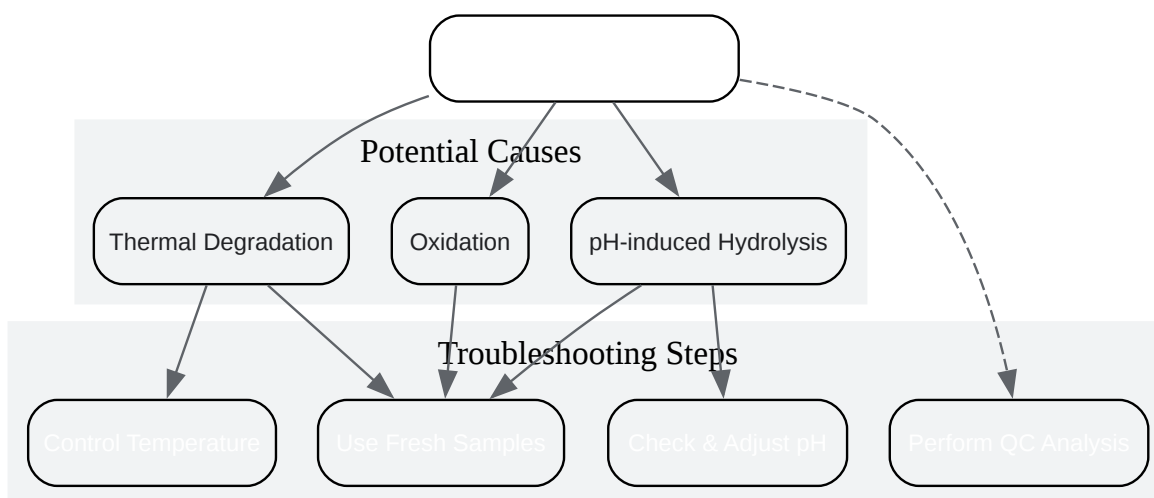 Potential Causes
Thermal Degradation
Oxidation
pH-induced Hydrolysis
Troubleshooting Steps
Control Temperature
Use Fresh Samples
Check & Adjust pH
Perform QC Analysis